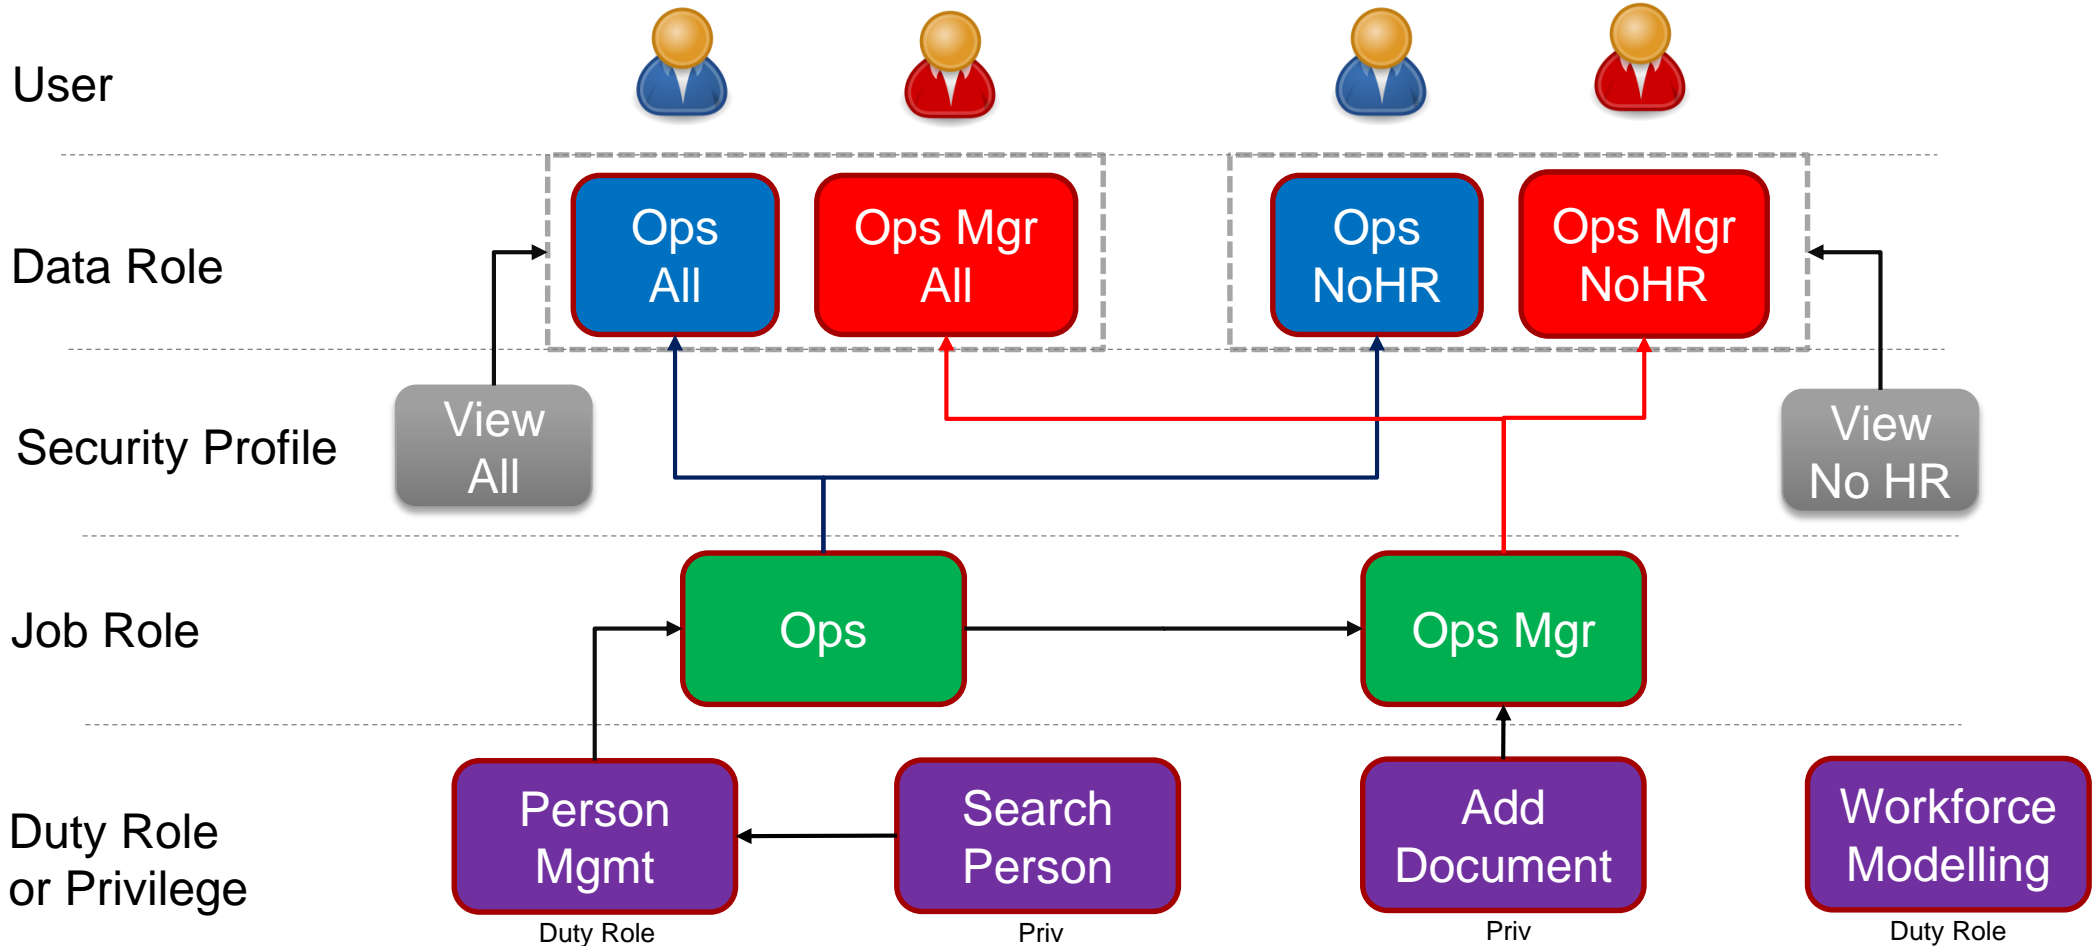 User
Data Role
Ops
All
Ops Mgr
All
Ops
NoHR
Ops Mgr
NoHR
Security Profile
View
All
View
No HR
Job Role
Ops
Ops Mgr
Duty Role
or Privilege
Person
Mgmt
Duty Role
Search
Person
Priv
Add
Document
Priv
Workforce
Modelling
Duty Role